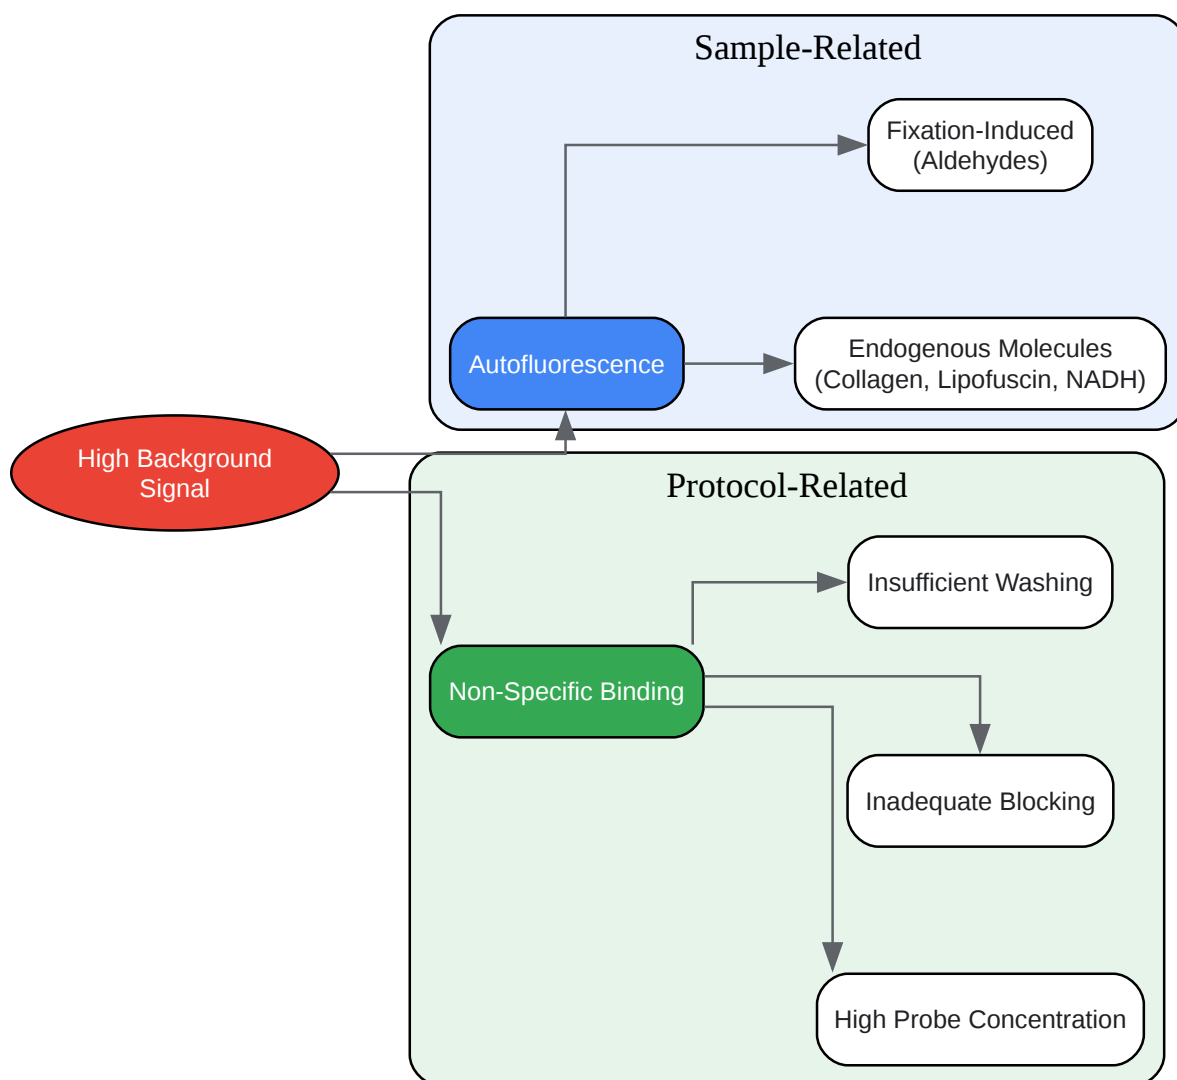 Sample-Related
Fixation-Induced
(Aldehydes)
Autofluorescence
Endogenous Molecules
(Collagen, Lipofuscin, NADH)
High Background
Signal
Protocol-Related
Insufficient Washing
Non-Specific Binding
Inadequate Blocking
High Probe Concentration